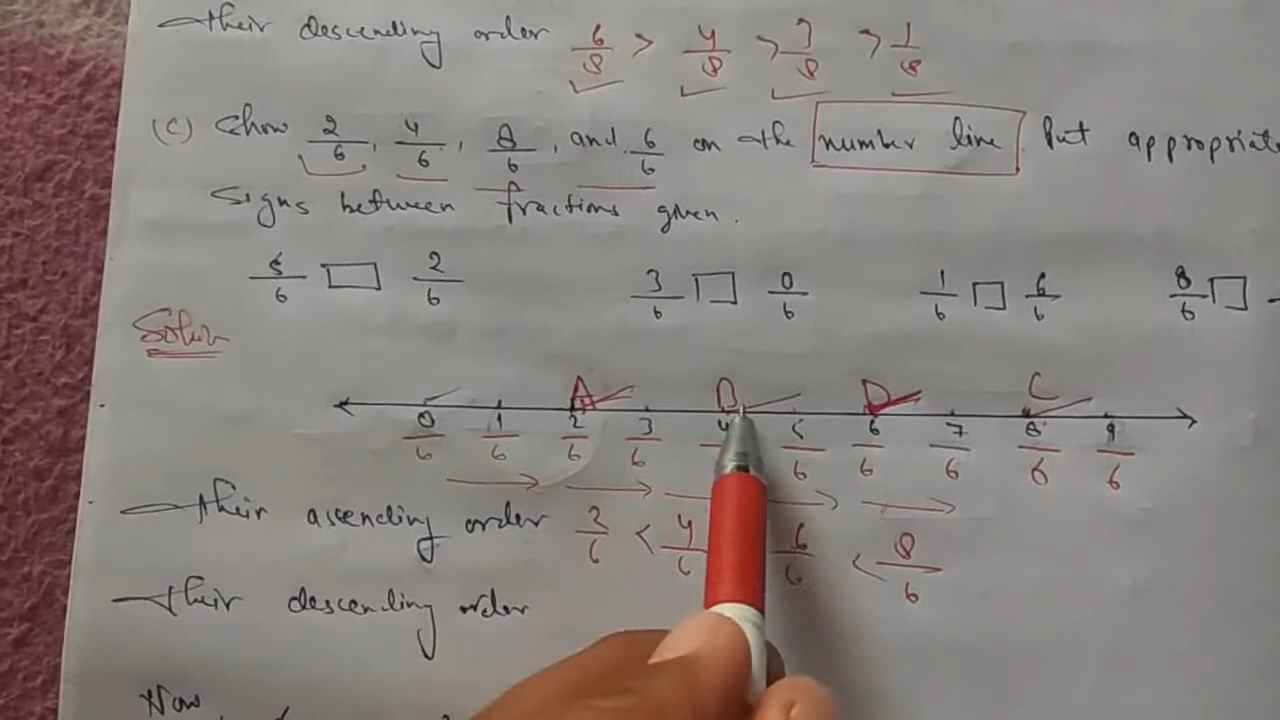 Their descending order 6/8 > 4/8 > 3/8 > 1/8
(c) Show 2/6, 4/6, 8/6, and 6/6 on the number line. Put appropriate
Signs between fractions given.
5/6 □ 2/6 3/6 □ 0/6 1/6 □ 6/6 8/6 □
Solun
A B D C
0/6 1/6 2/6 3/6 4 5/6 6/6 7/6 8/6 9/6
Their ascending order 2/6 < 4/6 6/6 < 8/6
Their descending order
Now